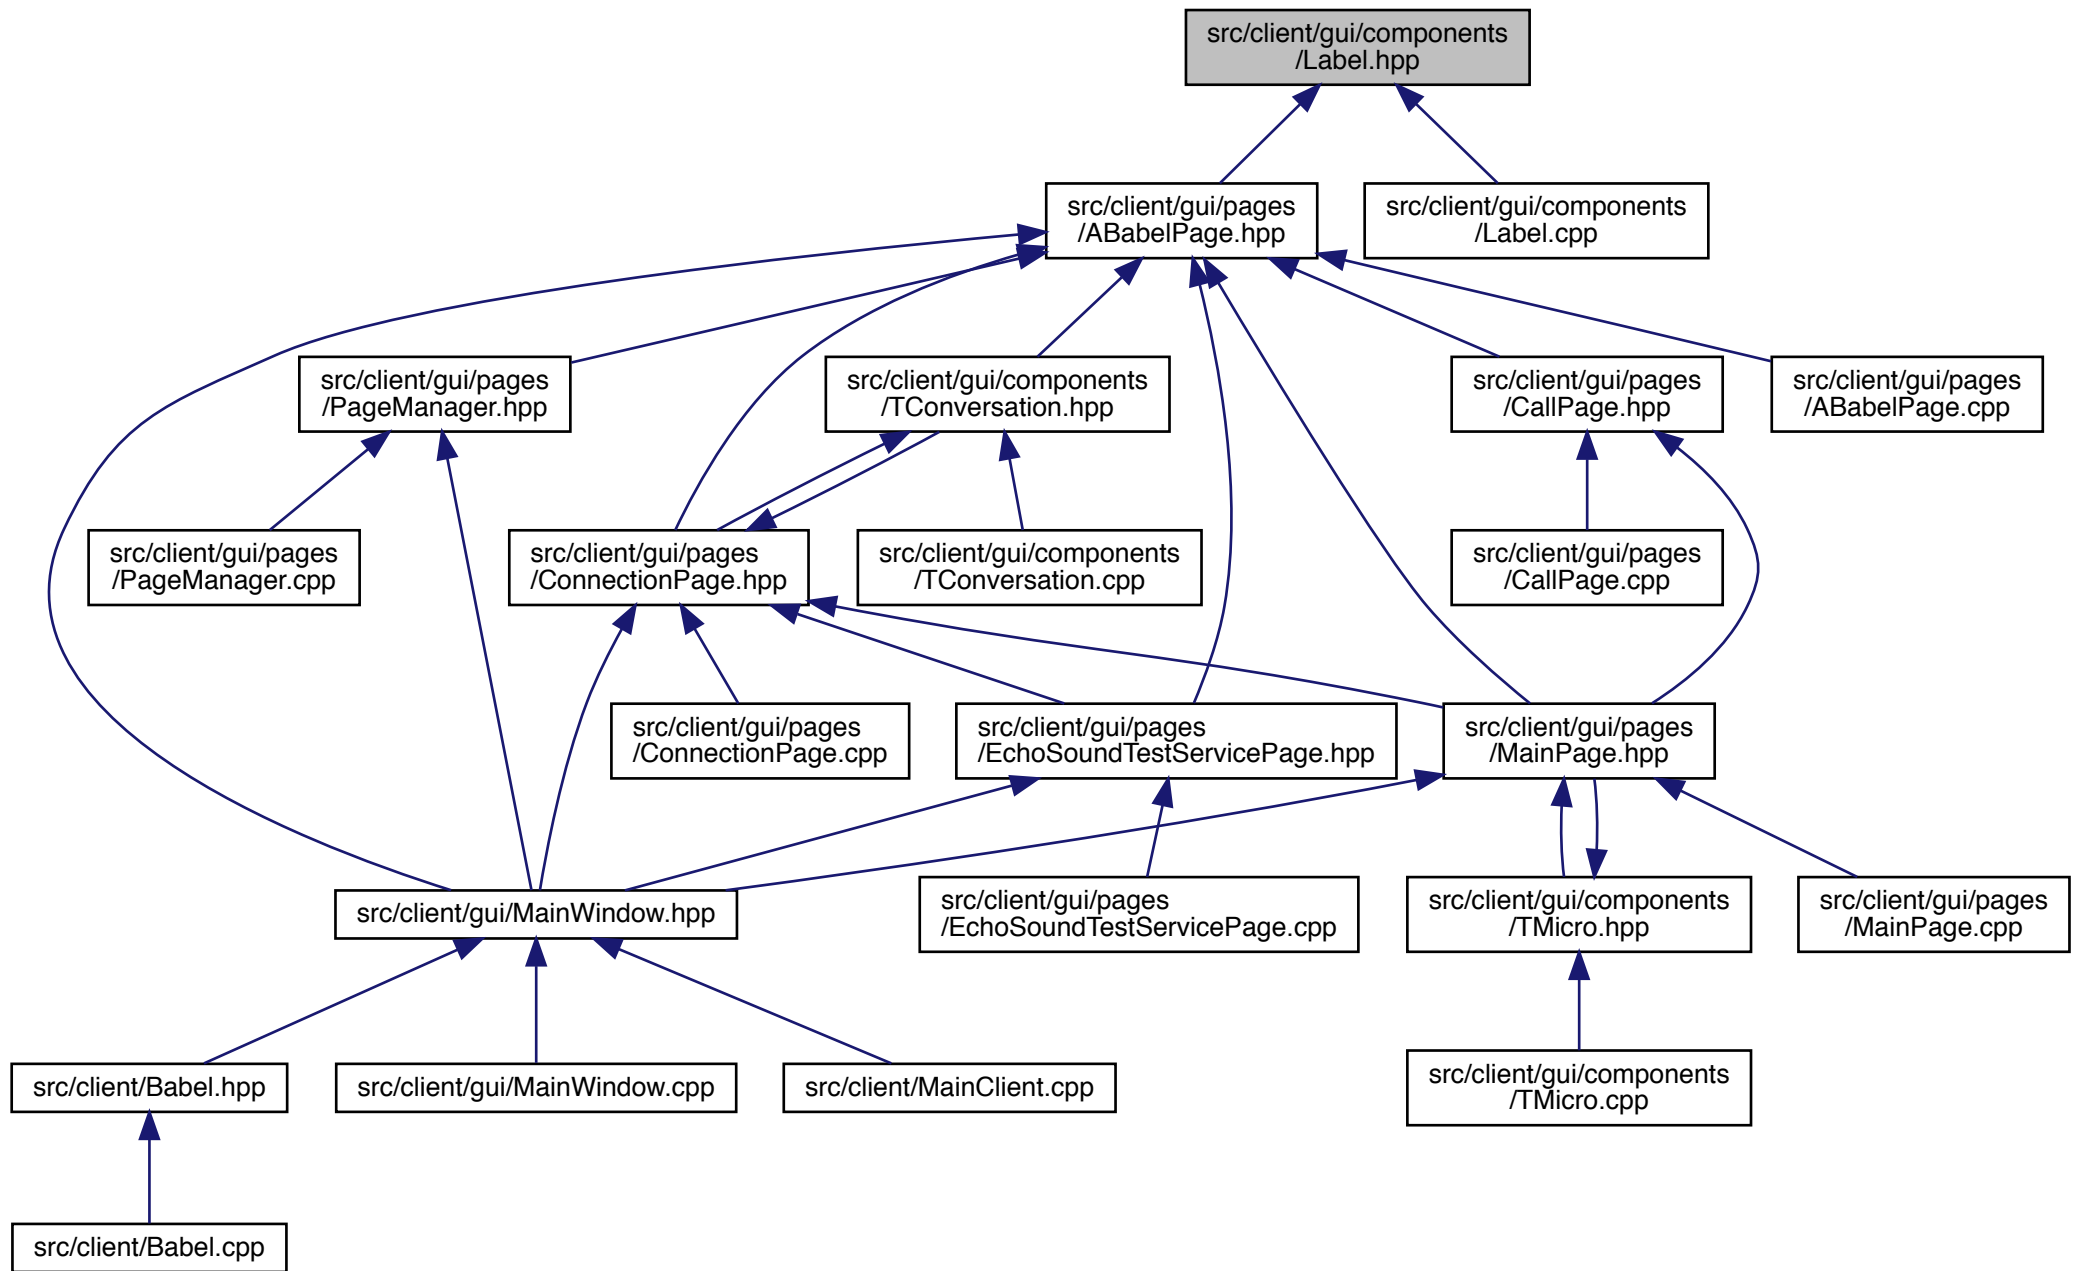 src/client/gui/components
/Label.hpp
src/client/gui/pages
/ABabelPage.hpp
src/client/gui/components
/Label.cpp
src/client/gui/pages
/PageManager.hpp
src/client/gui/components
/TConversation.hpp
src/client/gui/pages
/CallPage.hpp
src/client/gui/pages
/ABabelPage.cpp
src/client/gui/pages
/PageManager.cpp
src/client/gui/pages
/ConnectionPage.hpp
src/client/gui/components
/TConversation.cpp
src/client/gui/pages
/CallPage.cpp
src/client/gui/pages
/ConnectionPage.cpp
src/client/gui/pages
/EchoSoundTestServicePage.hpp
src/client/gui/pages
/MainPage.hpp
src/client/gui/MainWindow.hpp
src/client/gui/pages
/EchoSoundTestServicePage.cpp
src/client/gui/components
/TMicro.hpp
src/client/gui/pages
/MainPage.cpp
src/client/Babel.hpp
src/client/gui/MainWindow.cpp
src/client/MainClient.cpp
src/client/gui/components
/TMicro.cpp
src/client/Babel.cpp